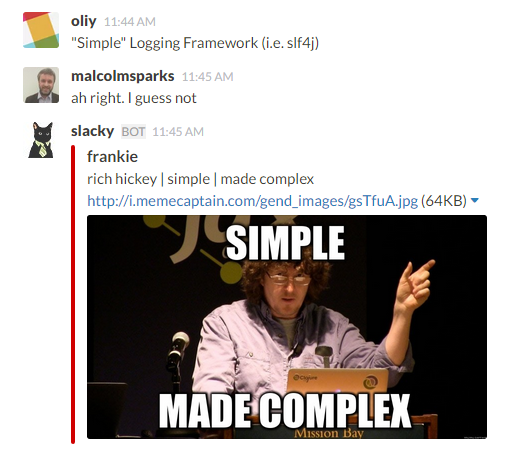 oliy 11:44 AM
"Simple" Logging Framework (i.e. slf4j)
malcolmsparks 11:45 AM
ah right. I guess not
slacky BOT 11:45 AM
frankie
rich hickey | simple | made complex
http://i.memecaptain.com/gend_images/gsTfuA.jpg (64KB)
SIMPLE
MADE COMPLEX
Mission Bay